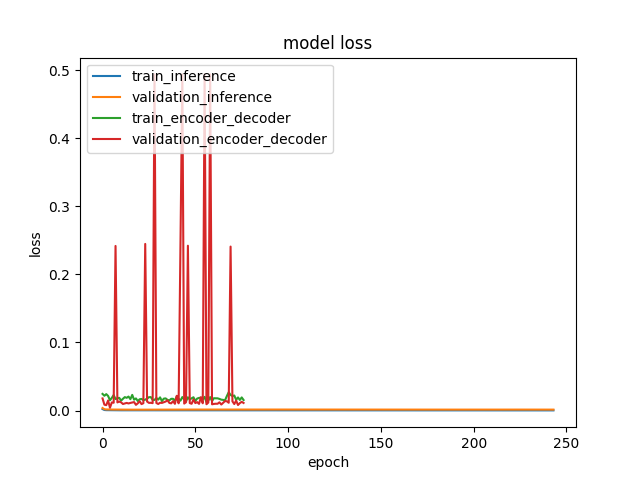 model loss
train_inference
validation_inference
train_encoder_decoder
validation_encoder_decoder
0.5
0.4
0.3
0.2
0.1
0.0
loss
0 50 100 150 200 250
epoch